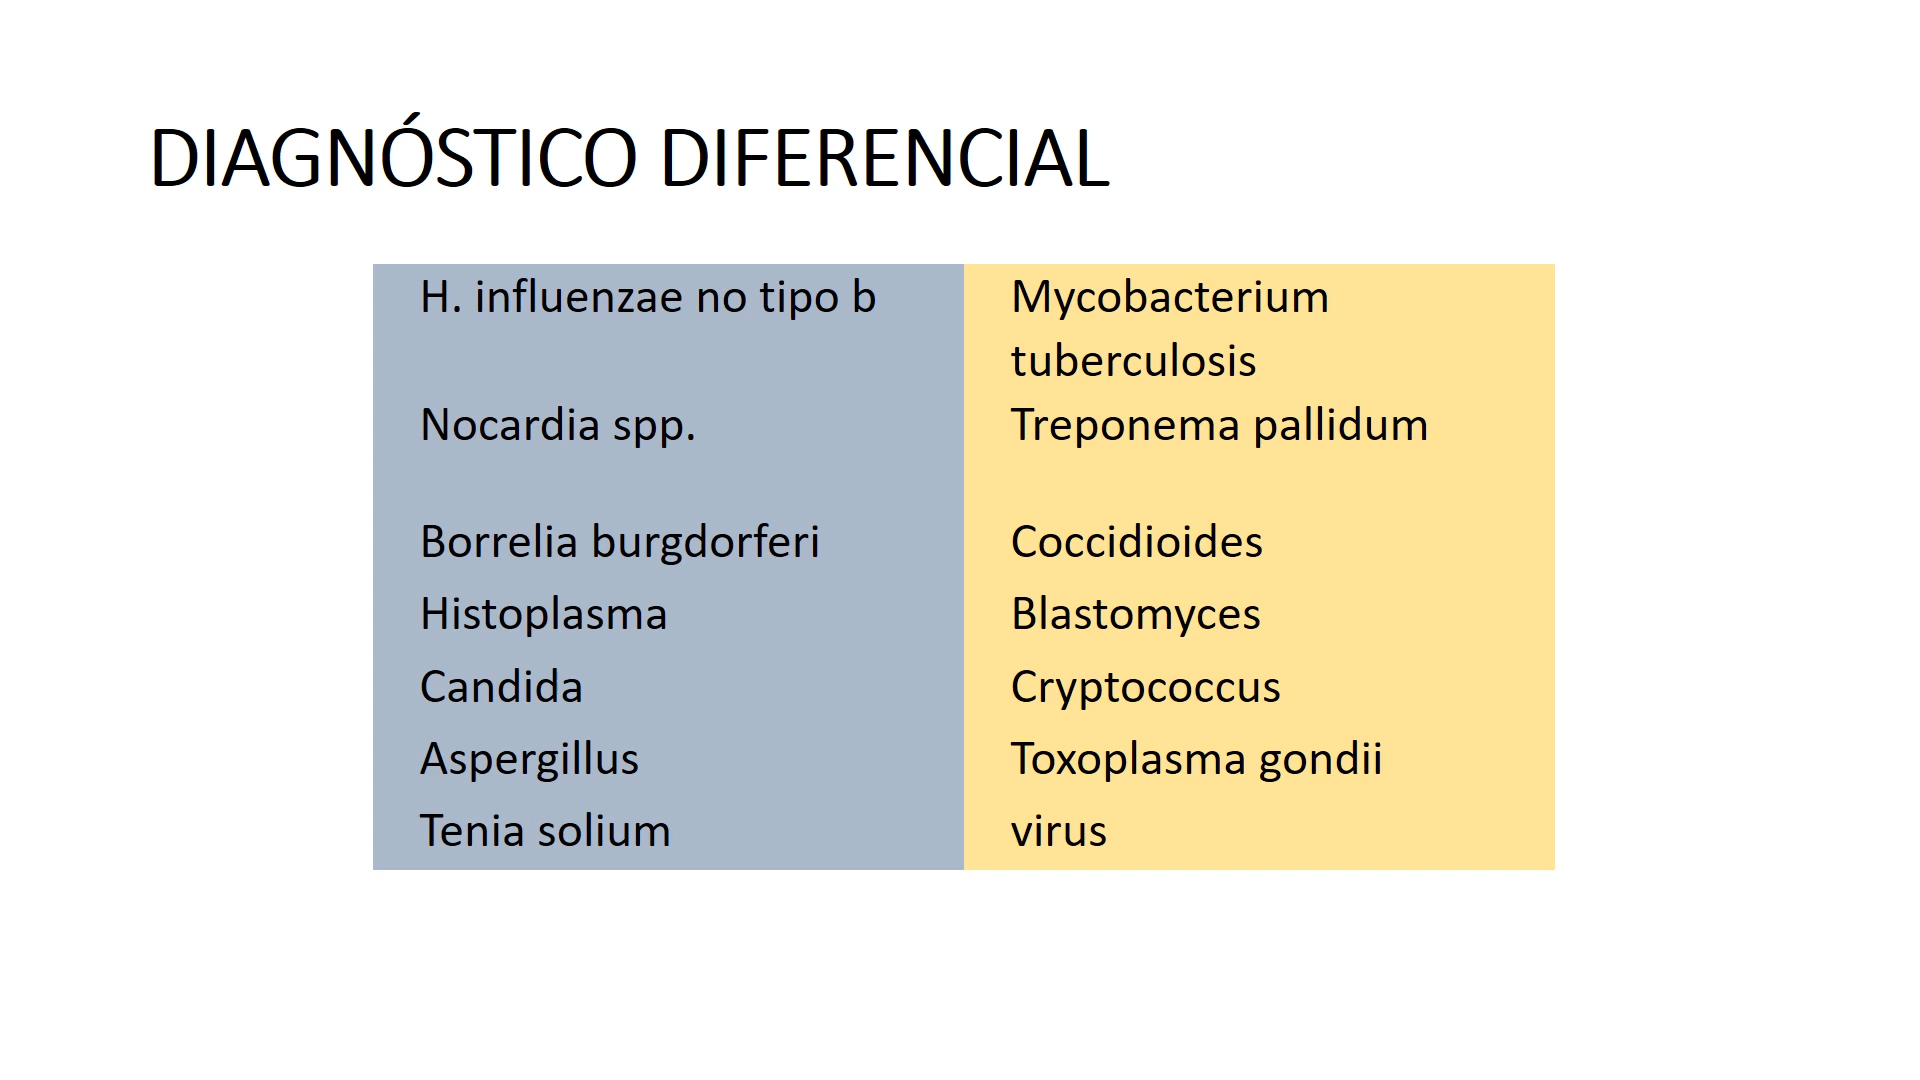 DIAGNÓSTICO DIFERENCIAL
H. influenzae no tipo b
Mycobacterium
tuberculosis
Nocardia spp.
Treponema pallidum
Borrelia burgdorferi
Coccidioides
Histoplasma
Blastomyces
Candida
Cryptococcus
Aspergillus
Toxoplasma gondii
Tenia solium
virus